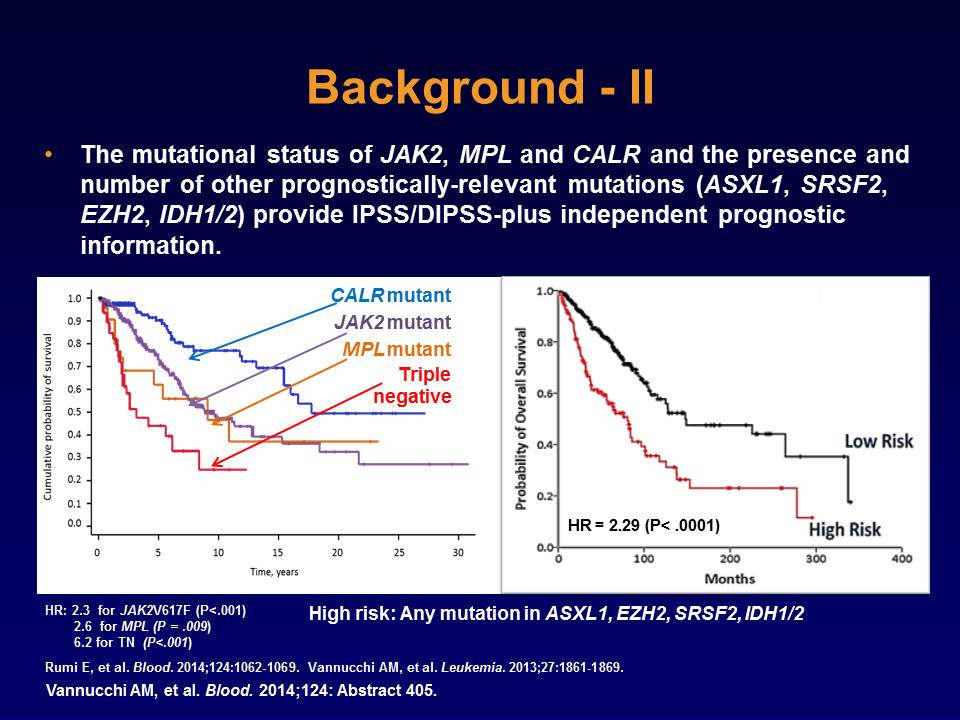 Background - II
• The mutational status of JAK2, MPL and CALR and the presence and
number of other prognostically-relevant mutations (ASXL1, SRSF2,
EZH2, IDH1/2) provide IPSS/DIPSS-plus independent prognostic
information.
CALR mutant
JAK2 mutant
MPL mutant
Triple
negative
Cumulative probability of survival
1.0
0.9
0.8
0.7
0.6
0.5
0.4
0.3
0.2
0.1
0.0
0 5 10 15 20 25 30
Time, years
Probability of Overall Survival
1.0
0.8
0.6
0.4
0.2
0.0
Low Risk
High Risk
HR = 2.29 (P< .0001)
0 100 200 300 400
Months
HR: 2.3 for JAK2V617F (P<.001)
2.6 for MPL (P = .009)
6.2 for TN (P<.001)
High risk: Any mutation in ASXL1, EZH2, SRSF2, IDH1/2
Rumi E, et al. Blood. 2014;124:1062-1069. Vannucchi AM, et al. Leukemia. 2013;27:1861-1869.
Vannucchi AM, et al. Blood. 2014;124: Abstract 405.